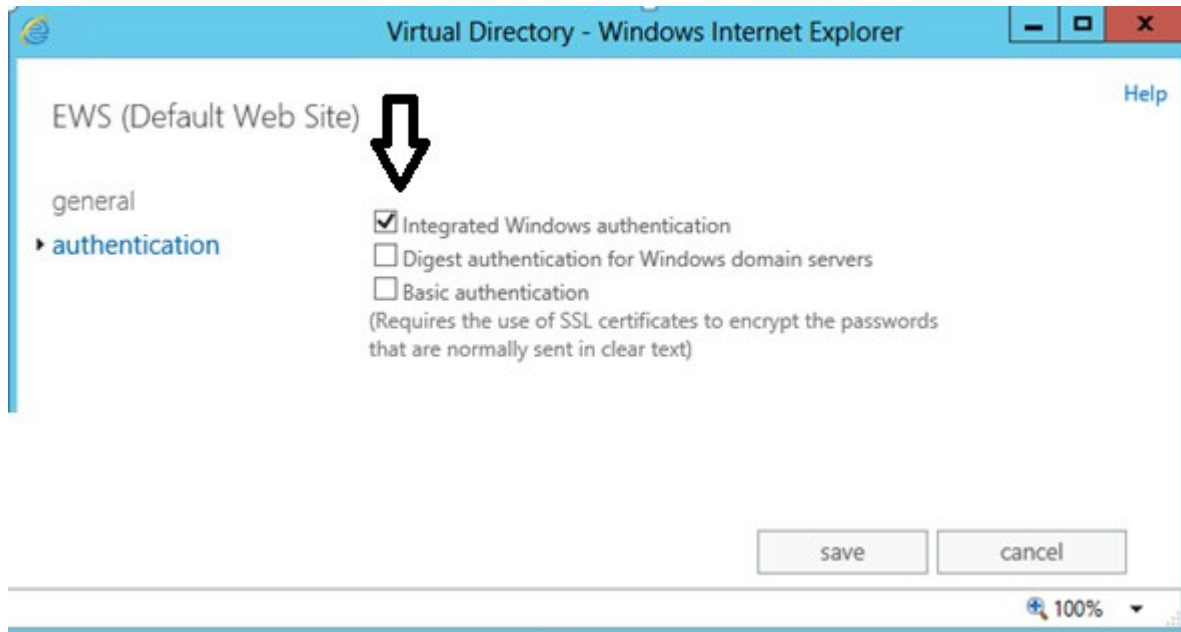 Virtual Directory - Windows Internet Explorer
Help
EWS (Default Web Site)
general
authentication
Integrated Windows authentication
Digest authentication for Windows domain servers
Basic authentication
(Requires the use of SSL certificates to encrypt the passwords
that are normally sent in clear text)
save
cancel
100%